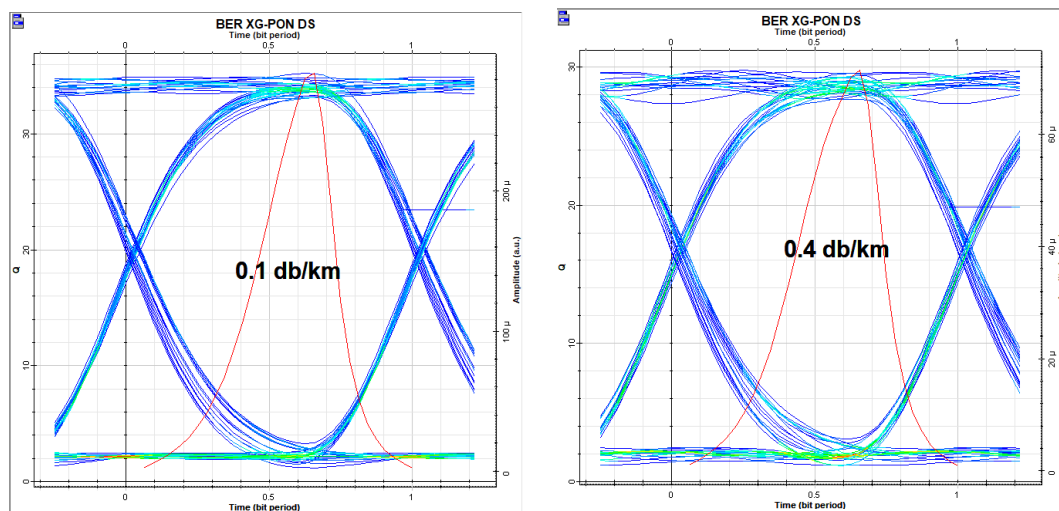 BER XG-PON DS
Time (bit period)
0 0.5 1
Q
30
20
10
0
Amplitude (a.u.)
200 µ
100 µ
0
0.1 db/km
0 0.5 1
Time (bit period)
BER XG-PON DS
Time (bit period)
0 0.5 1
Q
30
20
10
0
60 µ
40 µ
20 µ
0
0.4 db/km
0 0.5 1
Time (bit period)